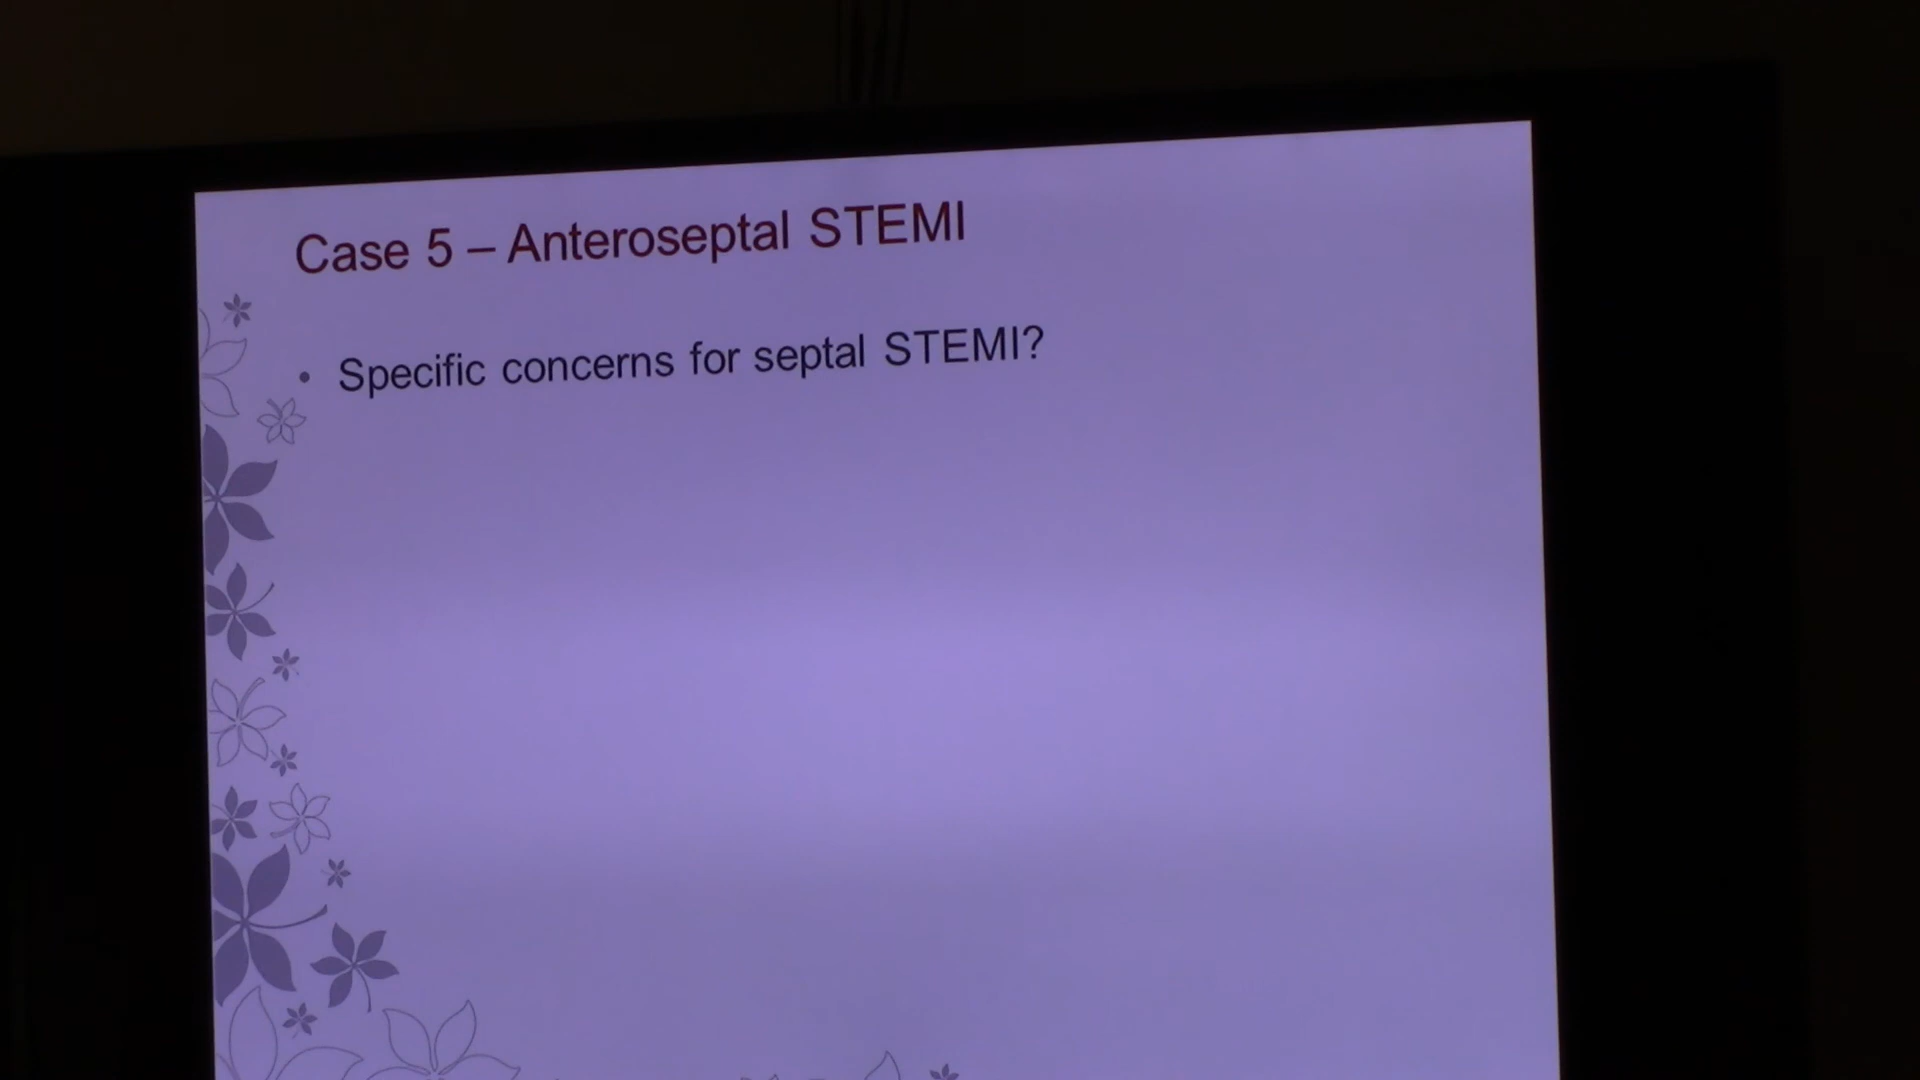 Case 5 – Anteroseptal STEMI
• Specific concerns for septal STEMI?